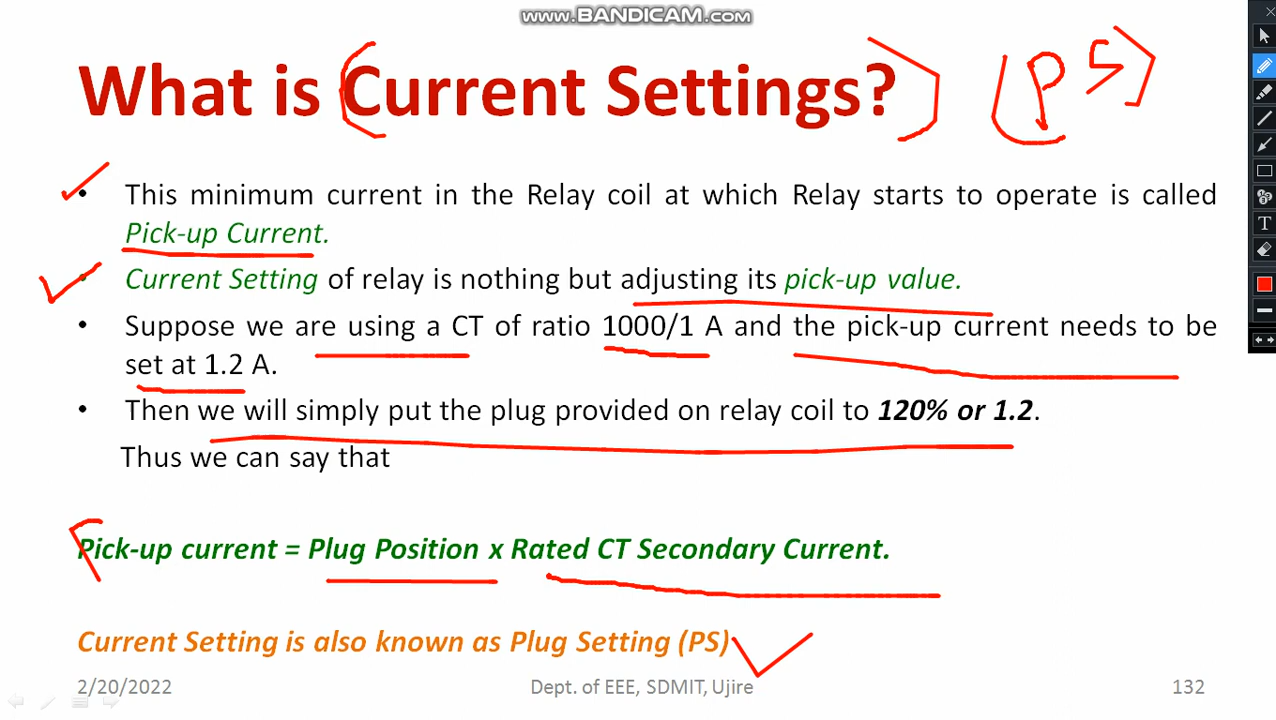 www.BANDICAM.com
What is Current Settings?
(PS)
• This minimum current in the Relay coil at which Relay starts to operate is called
Pick-up Current.
• Current Setting of relay is nothing but adjusting its pick-up value.
• Suppose we are using a CT of ratio 1000/1 A and the pick-up current needs to be
set at 1.2 A.
• Then we will simply put the plug provided on relay coil to 120% or 1.2.
Thus we can say that
Pick-up current = Plug Position x Rated CT Secondary Current.
Current Setting is also known as Plug Setting (PS)
2/20/2022
Dept. of EEE, SDMIT, Ujire
132